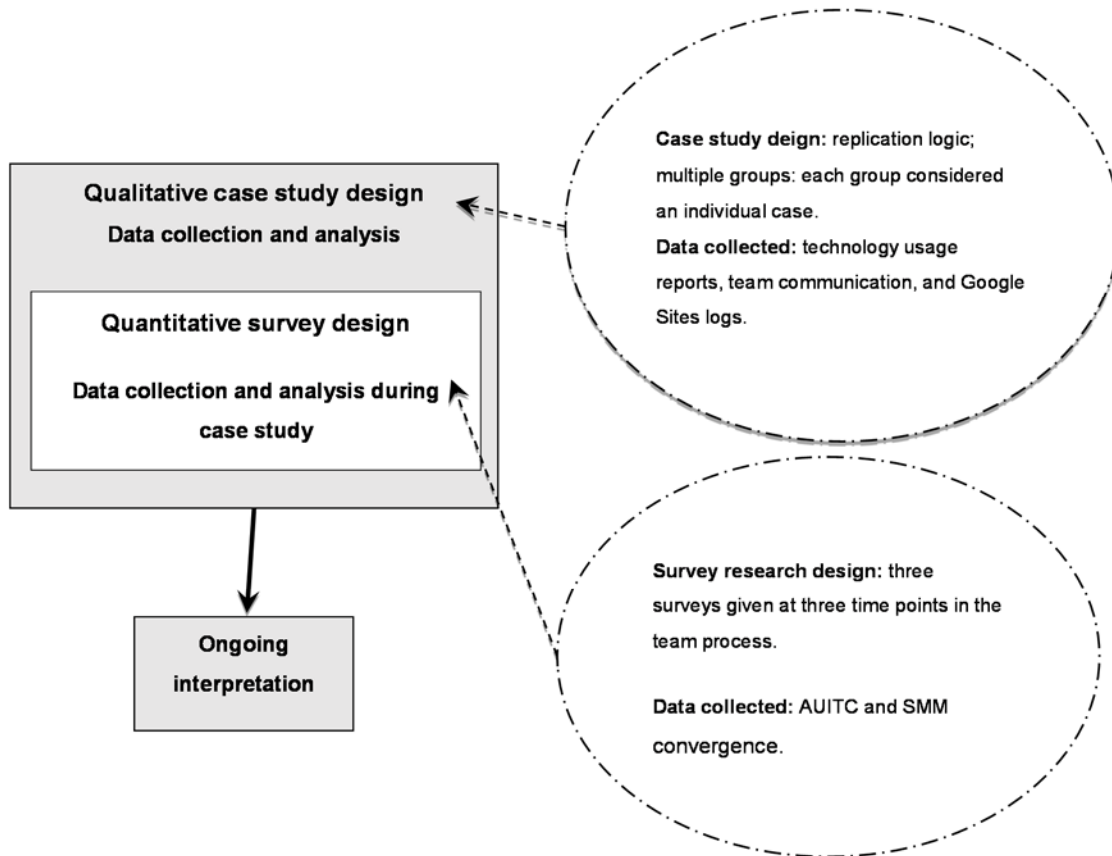 Qualitative case study design
Data collection and analysis
Quantitative survey design
Data collection and analysis during
case study
Ongoing
interpretation
Case study deign: replication logic;
multiple groups: each group considered
an individual case.
Data collected: technology usage
reports, team communication, and Google
Sites logs.
Survey research design: three
surveys given at three time points in the
team process.
Data collected: AUITC and SMM
convergence.